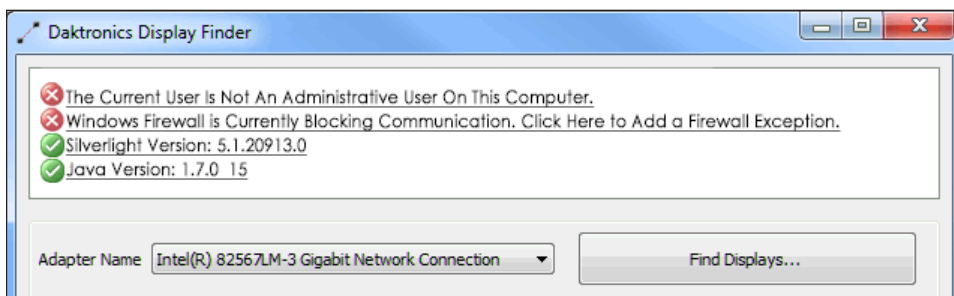 Daktronics Display Finder
The Current User Is Not An Administrative User On This Computer.
Windows Firewall is Currently Blocking Communication. Click Here to Add a Firewall Exception.
Silverlight Version: 5.1.20913.0
Java Version: 1.7.0_15
Adapter Name Intel(R) 82567LM-3 Gigabit Network Connection Find Displays...